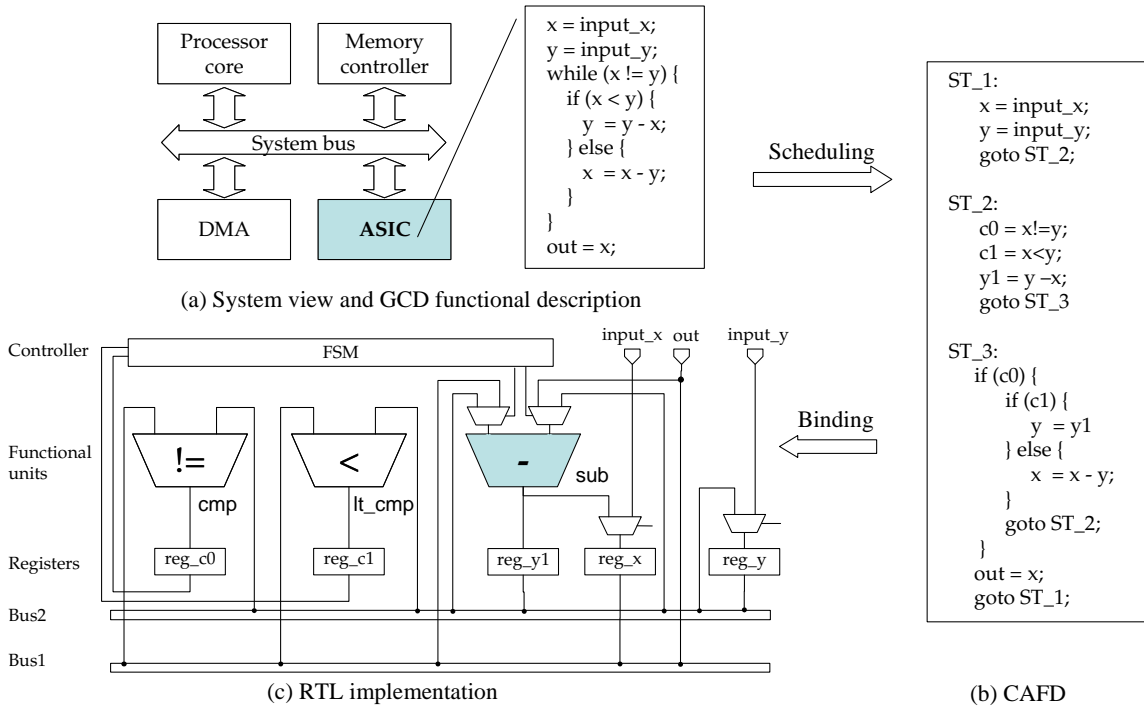 Processor
core
Memory
controller
System bus
DMA
ASIC
x = input_x;
y = input_y;
while (x != y) {
if (x < y) {
y = y - x;
} else {
x = x - y;
}
}
out = x;
(a) System view and GCD functional description
Scheduling
Binding
ST_1:
x = input_x;
y = input_y;
goto ST_2;
ST_2:
c0 = x!=y;
c1 = x<y;
y1 = y –x;
goto ST_3
ST_3:
if (c0) {
if (c1) {
y = y1
} else {
x = x - y;
}
goto ST_2;
}
out = x;
goto ST_1;
(b) CAFD
Controller
FSM
input_x
out
input_y
Functional
units
!=
<
-
cmp
lt_cmp
sub
Registers
reg_c0
reg_c1
reg_y1
reg_x
reg_y
Bus2
Bus1
(c) RTL implementation